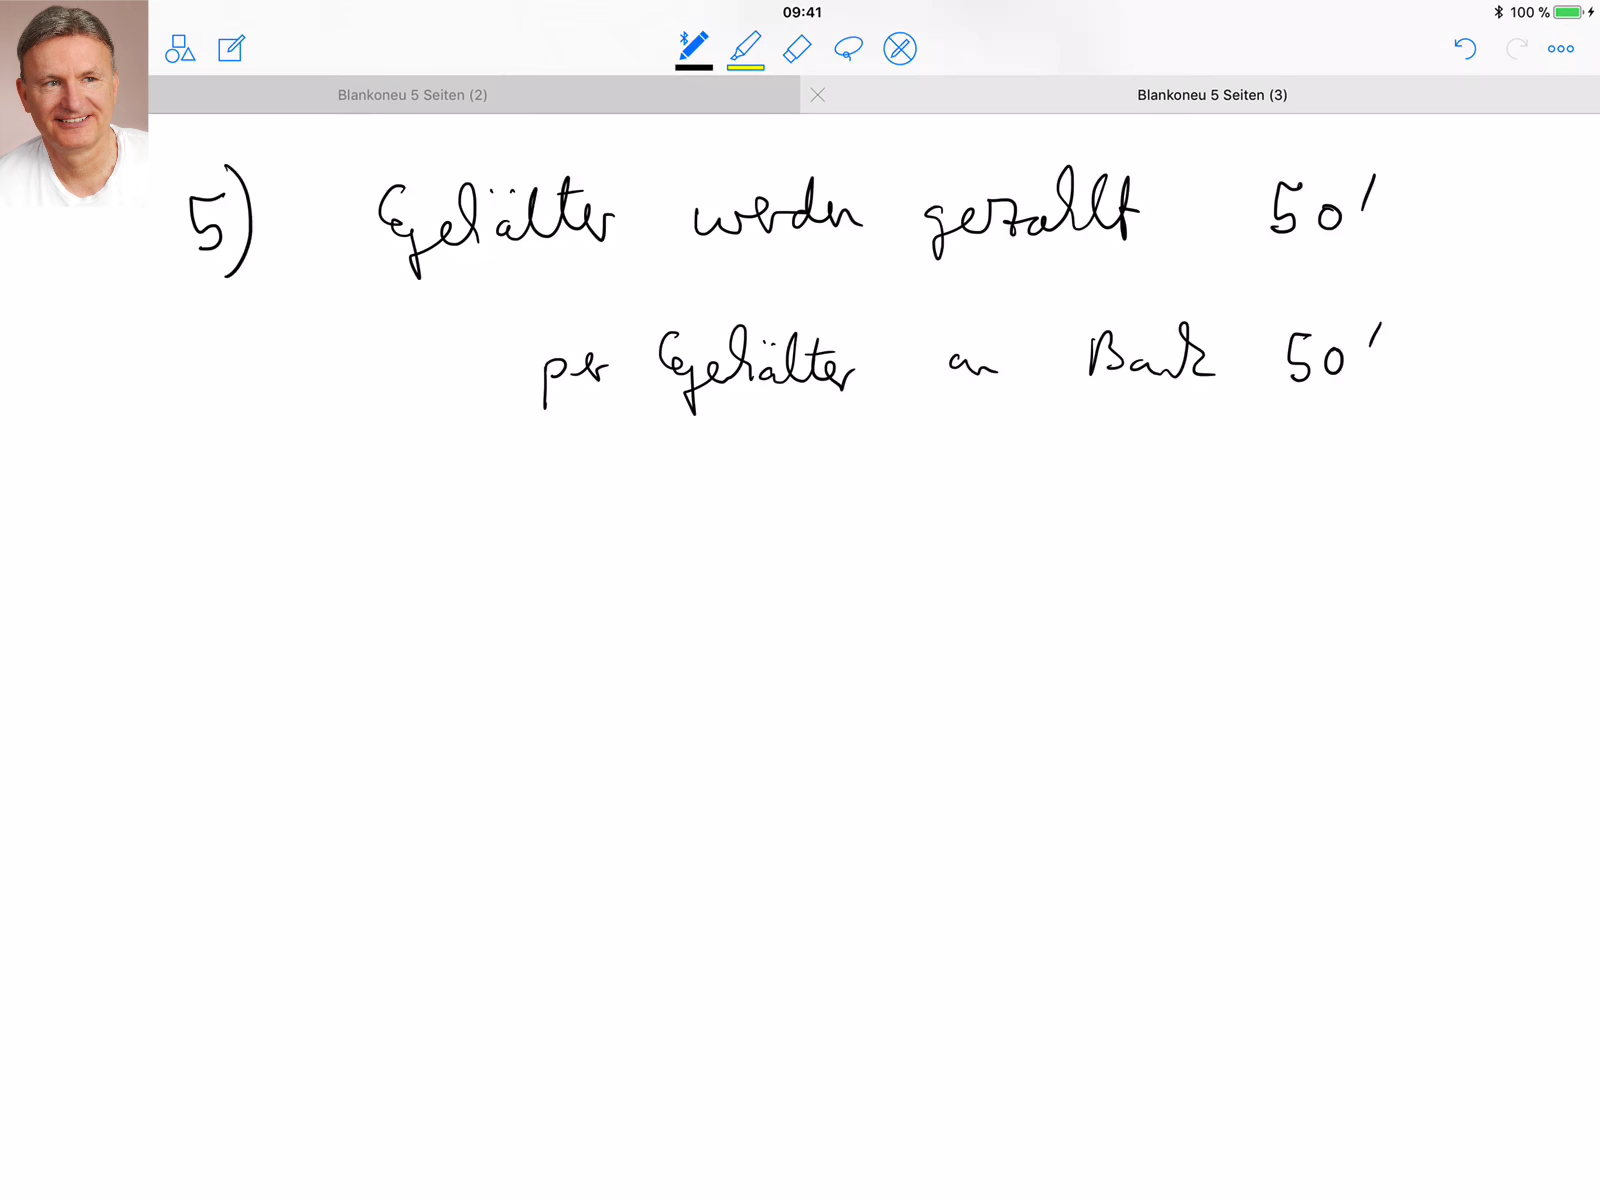 09:41
100 %
Blankoneu 5 Seiten (2)
Blankoneu 5 Seiten (3)
5) Gehälter werden gezahlt 50'
per Gehälter an Bank 50'